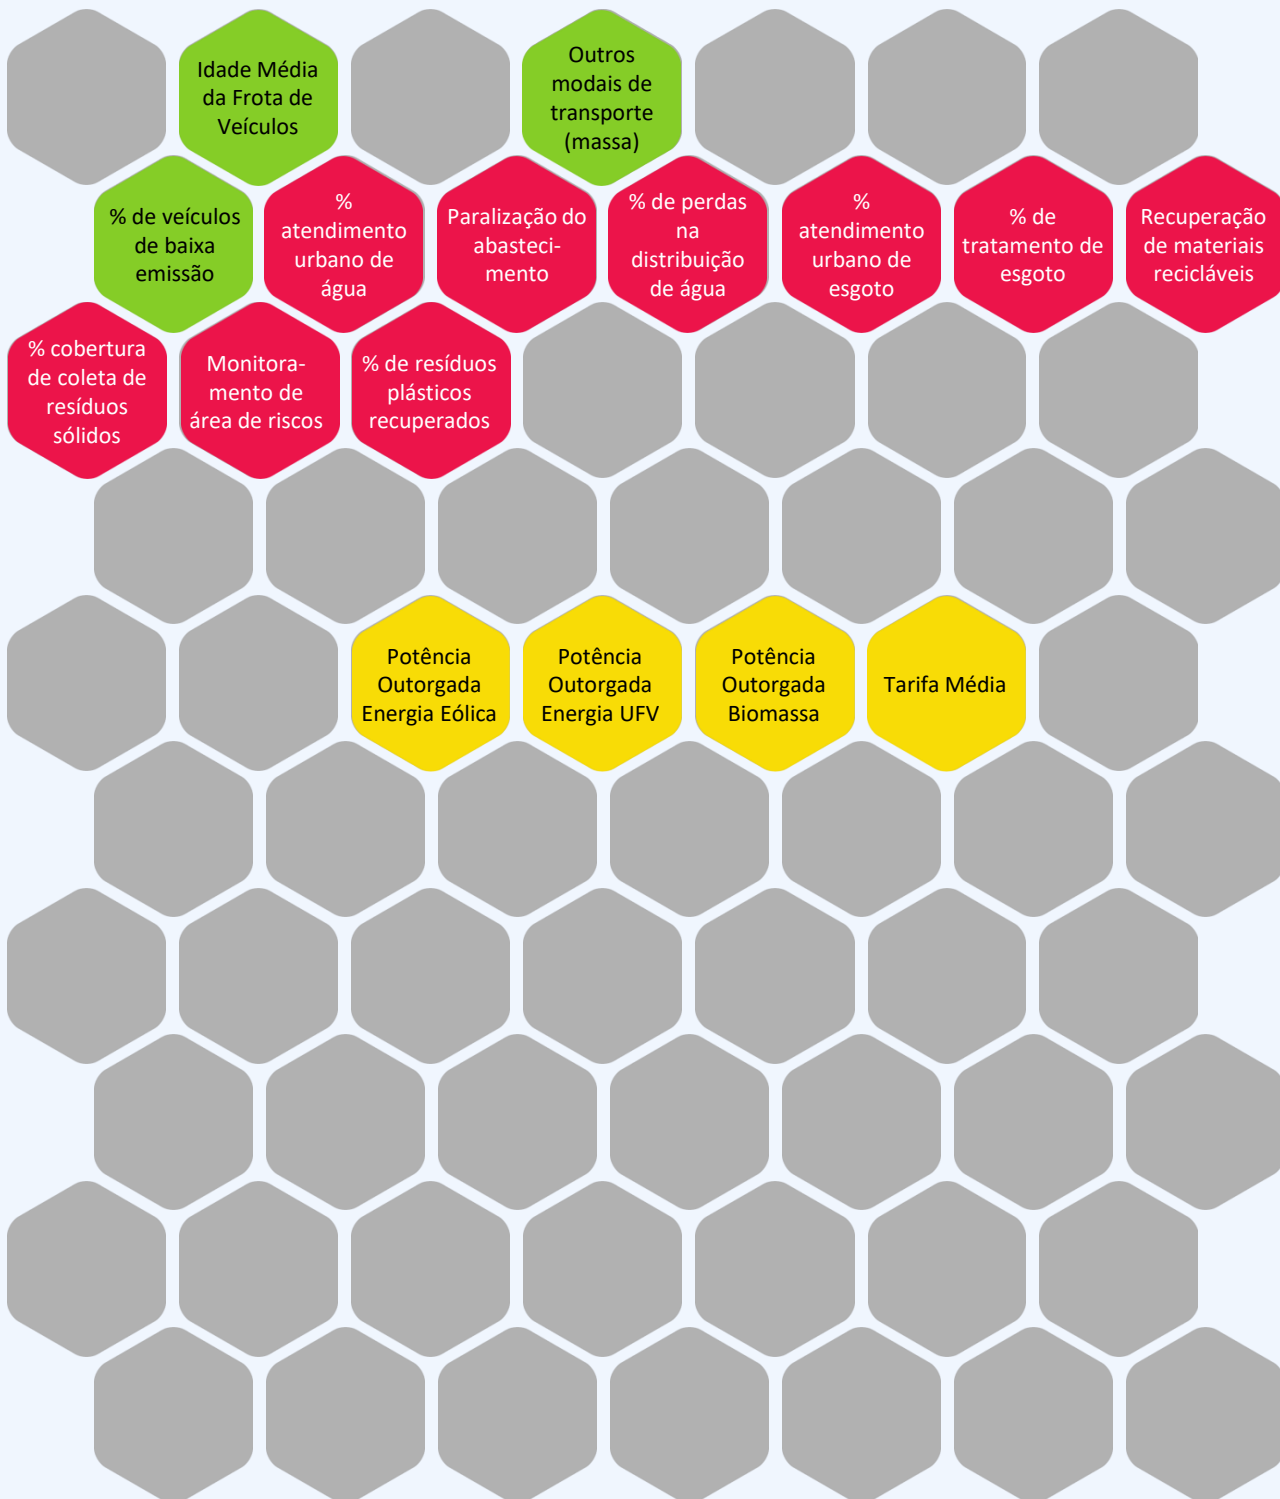 Idade Média
da Frota de
Veículos
Outros
modais de
transporte
(massa)
% de veículos
de baixa
emissão
%
atendimento
urbano de
água
Paralização do
abasteci-
mento
% de perdas
na
distribuição
de água
%
atendimento
urbano de
esgoto
% de
tratamento de
esgoto
Recuperação
de materiais
recicláveis
% cobertura
de coleta de
resíduos
sólidos
Monitora-
mento de
área de riscos
% de resíduos
plásticos
recuperados
Potência
Outorgada
Energia Eólica
Potência
Outorgada
Energia UFV
Potência
Outorgada
Biomassa
Tarifa Média